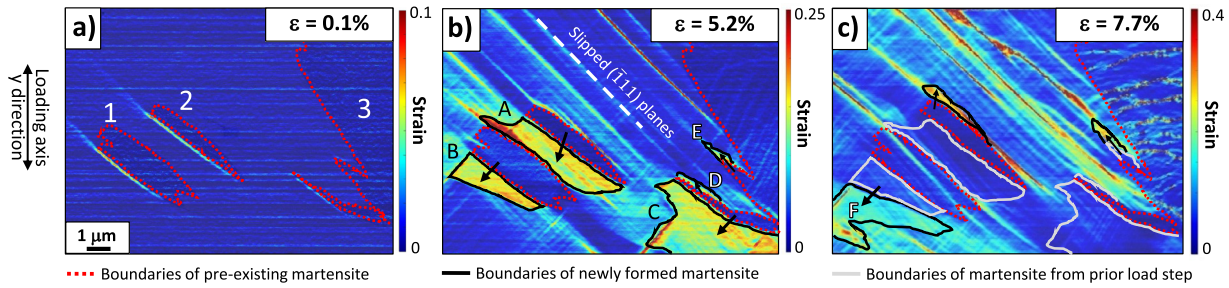 a)
ε = 0.1%
0.1
Strain
0
Loading axis
y direction
1
2
3
1 μm
b)
ε = 5.2%
0.25
Strain
0
Slipped (1̄11) planes
A
B
C
D
E
c)
ε = 7.7%
0.4
Strain
0
F
Boundaries of pre-existing martensite
Boundaries of newly formed martensite
Boundaries of martensite from prior load step